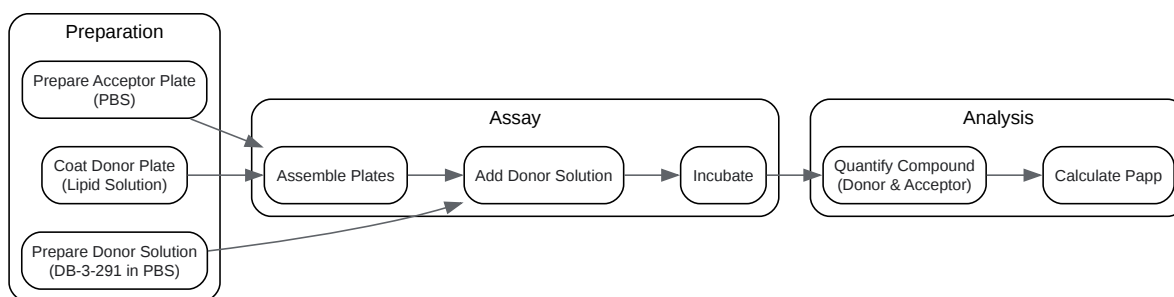 Preparation
Prepare Acceptor Plate
(PBS)
Coat Donor Plate
(Lipid Solution)
Prepare Donor Solution
(DB-3-291 in PBS)
Assay
Assemble Plates
Add Donor Solution
Incubate
Analysis
Quantify Compound
(Donor & Acceptor)
Calculate Papp